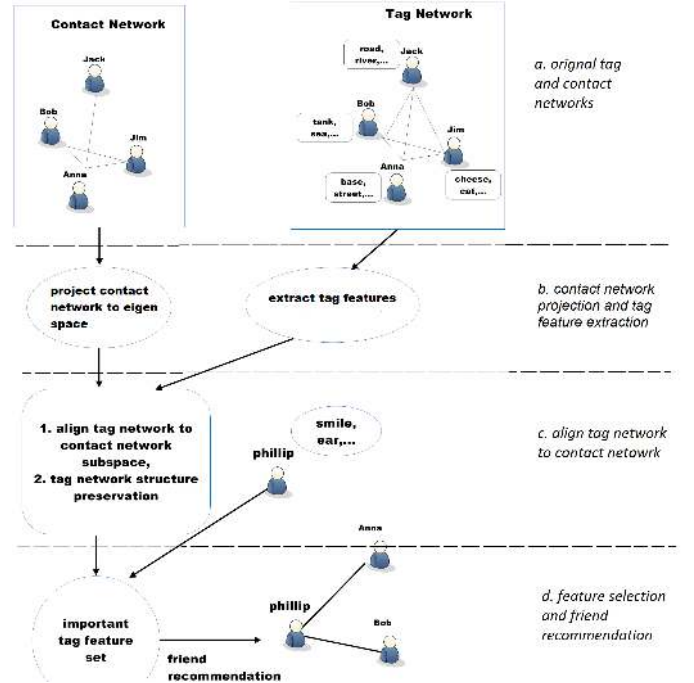 Contact Network
Jack
Bob
Jim
Anna
Tag Network
road,
river,...
Jack
Bob
tank,
sea,...
Jim
Anna
base,
street,...
cheese,
cat,...
a. orignal tag
and contact
networks
project contact
network to eigen
space
extract tag features
b. contact network
projection and tag
feature extraction
1. align tag network to
contact network
subspace,
2. tag network structure
preservation
smile,
ear,...
phillip
c. align tag network
to contact netowrk
important
tag feature
set
friend
recommendation
phillip
Anna
Bob
d. feature selection
and friend
recommendation